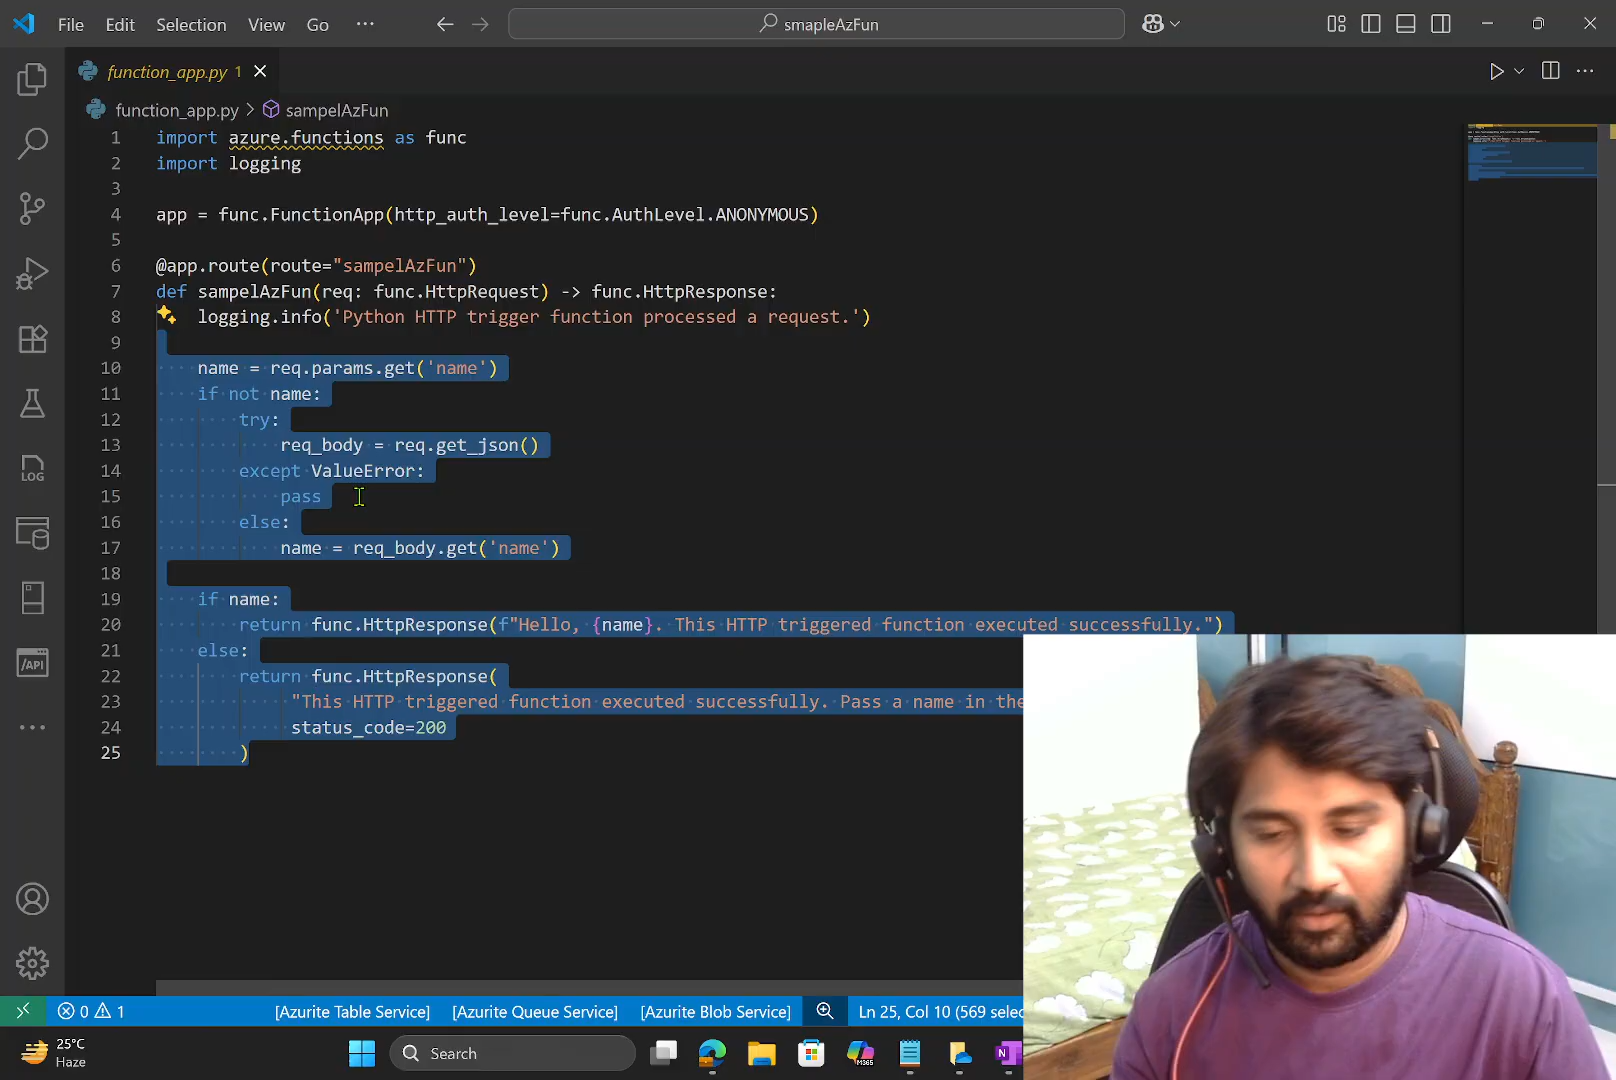 File Edit Selection View Go ··· smapleAzFun
function_app.py 1
function_app.py > sampelAzFun
1 import azure.functions as func
2 import logging
3
4 app = func.FunctionApp(http_auth_level=func.AuthLevel.ANONYMOUS)
5
6 @app.route(route="sampelAzFun")
7 def sampelAzFun(req: func.HttpRequest) -> func.HttpResponse:
8 logging.info('Python HTTP trigger function processed a request.')
9
10 name = req.params.get('name')
11 if not name:
12 try:
13 req_body = req.get_json()
14 except ValueError:
15 pass
16 else:
17 name = req_body.get('name')
18
19 if name:
20 return func.HttpResponse(f"Hello, {name}. This HTTP triggered function executed successfully.")
21 else:
22 return func.HttpResponse(
23 "This HTTP triggered function executed successfully. Pass a name in the
24 status_code=200
25 )
LOG
/API
0 1 [Azurite Table Service] [Azurite Queue Service] [Azurite Blob Service] Ln 25, Col 10 (569 selec
25°C
Haze
Search
M365
N